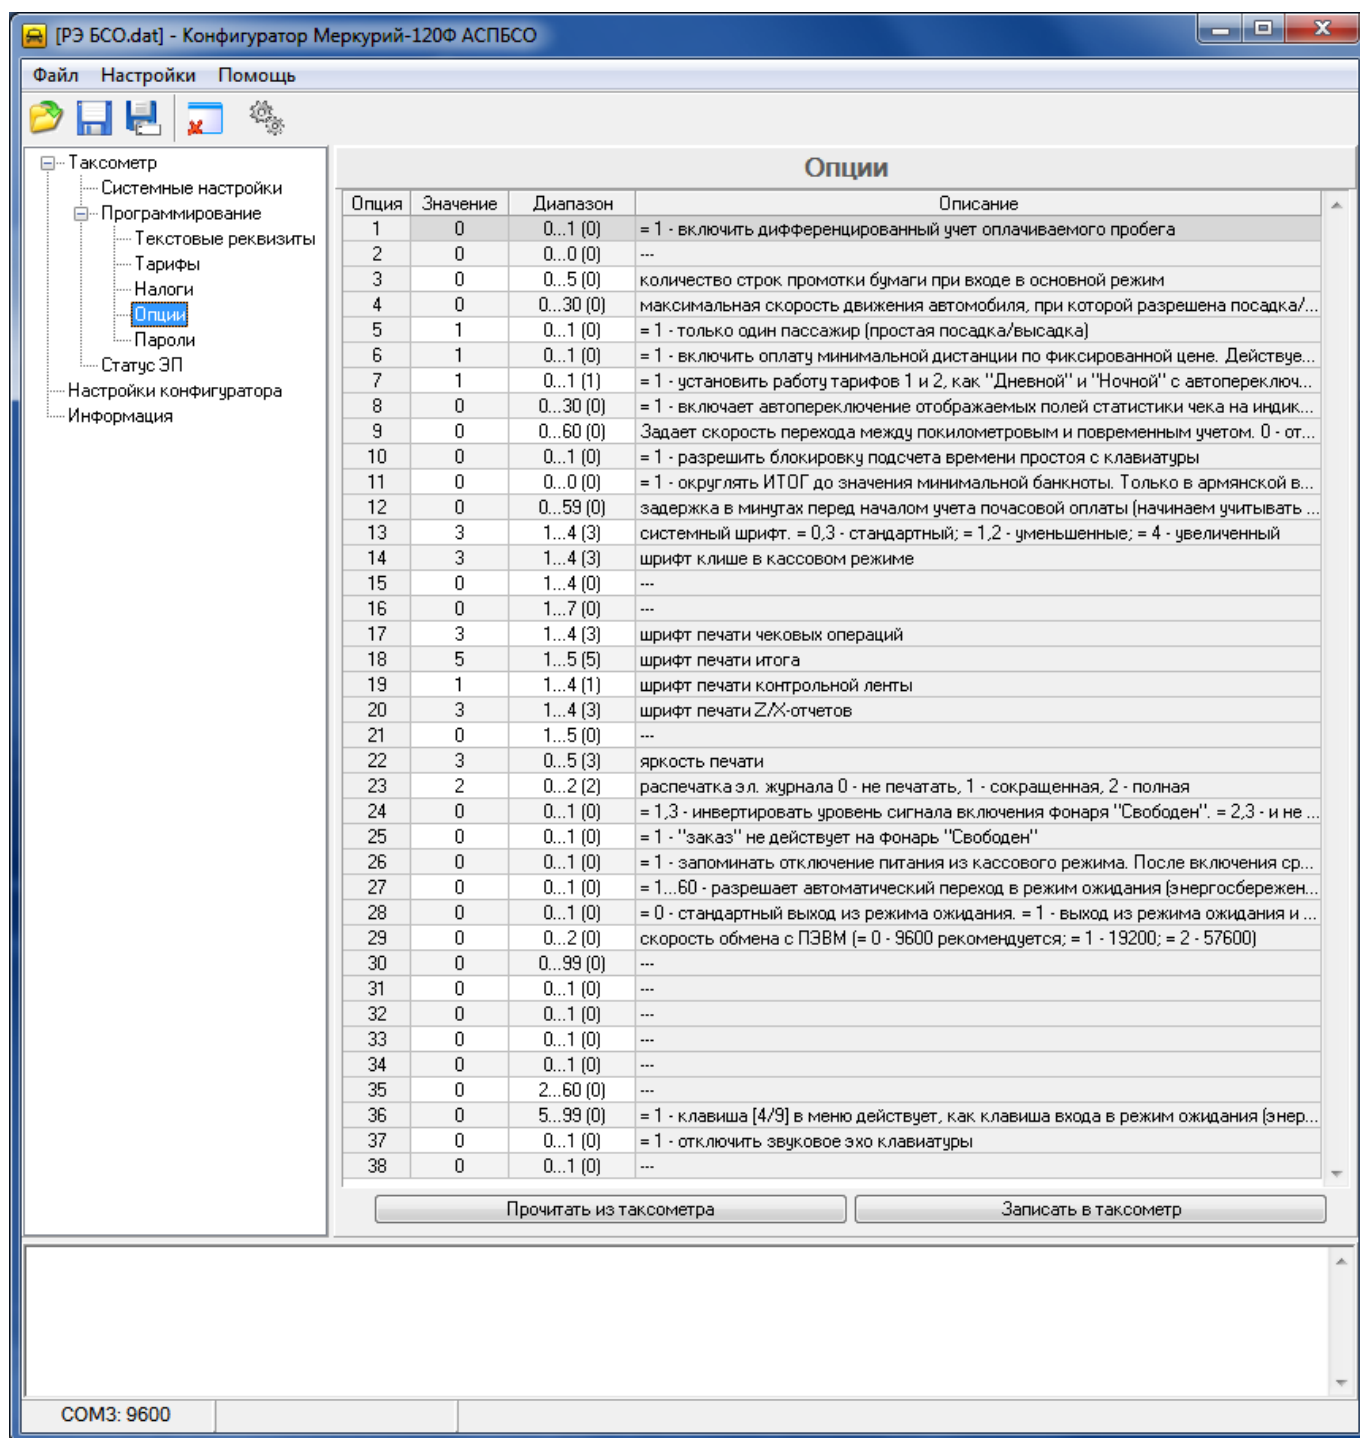 [РЭ БСО.dat] - Конфигуратор Меркурий-120Ф АСПБСО
Файл Настройки Помощь
Таксометр
Системные настройки
Программирование
Текстовые реквизиты
Тарифы
Налоги
Опции
Пароли
Статус ЭП
Настройки конфигуратора
Информация
Опции
Опция Значение Диапазон Описание
1 0 0...1 (0) = 1 - включить дифференцированный учет оплачиваемого пробега
2 0 0...0 (0) ---
3 0 0...5 (0) количество строк промотки бумаги при входе в основной режим
4 0 0...30 (0) максимальная скорость движения автомобиля, при которой разрешена посадка/...
5 1 0...1 (0) = 1 - только один пассажир (простая посадка/высадка)
6 1 0...1 (0) = 1 - включить оплату минимальной дистанции по фиксированной цене. Действуе...
7 1 0...1 (1) = 1 - установить работу тарифов 1 и 2, как "Дневной" и "Ночной" с автопереключ...
8 0 0...30 (0) = 1 - включает автопереключение отображаемых полей статистики чека на индик...
9 0 0...60 (0) Задает скорость перехода между покилометровым и повременным учетом. 0 - от...
10 0 0...1 (0) = 1 - разрешить блокировку подсчета времени простоя с клавиатуры
11 0 0...0 (0) = 1 - округлять ИТОГ до значения минимальной банкноты. Только в армянской в...
12 0 0...59 (0) задержка в минутах перед началом учета почасовой оплаты (начинаем учитывать ...
13 3 1...4 (3) системный шрифт. = 0,3 - стандартный; = 1,2 - уменьшенные; = 4 - увеличенный
14 3 1...4 (3) шрифт клише в кассовом режиме
15 0 1...4 (0) ---
16 0 1...7 (0) ---
17 3 1...4 (3) шрифт печати чековых операций
18 5 1...5 (5) шрифт печати итога
19 1 1...4 (1) шрифт печати контрольной ленты
20 3 1...4 (3) шрифт печати Z/X-отчетов
21 0 1...5 (0) ---
22 3 0...5 (3) яркость печати
23 2 0...2 (2) распечатка эл. журнала 0 - не печатать, 1 - сокращенная, 2 - полная
24 0 0...1 (0) = 1,3 - инвертировать уровень сигнала включения фонаря "Свободен". = 2,3 - и не ...
25 0 0...1 (0) = 1 - "заказ" не действует на фонарь "Свободен"
26 0 0...1 (0) = 1 - запоминать отключение питания из кассового режима. После включения ср...
27 0 0...1 (0) = 1...60 - разрешает автоматический переход в режим ожидания (энергосбережен...
28 0 0...1 (0) = 0 - стандартный выход из режима ожидания. = 1 - выход из режима ожидания и ...
29 0 0...2 (0) скорость обмена с ПЭВМ (= 0 - 9600 рекомендуется; = 1 - 19200; = 2 - 57600)
30 0 0...99 (0) ---
31 0 0...1 (0) ---
32 0 0...1 (0) ---
33 0 0...1 (0) ---
34 0 0...1 (0) ---
35 0 2...60 (0) ---
36 0 5...99 (0) = 1 - клавиша [4/9] в меню действует, как клавиша входа в режим ожидания (энер...
37 0 0...1 (0) = 1 - отключить звуковое эхо клавиатуры
38 0 0...1 (0) ---
Прочитать из таксометра Записать в таксометр
COM3: 9600